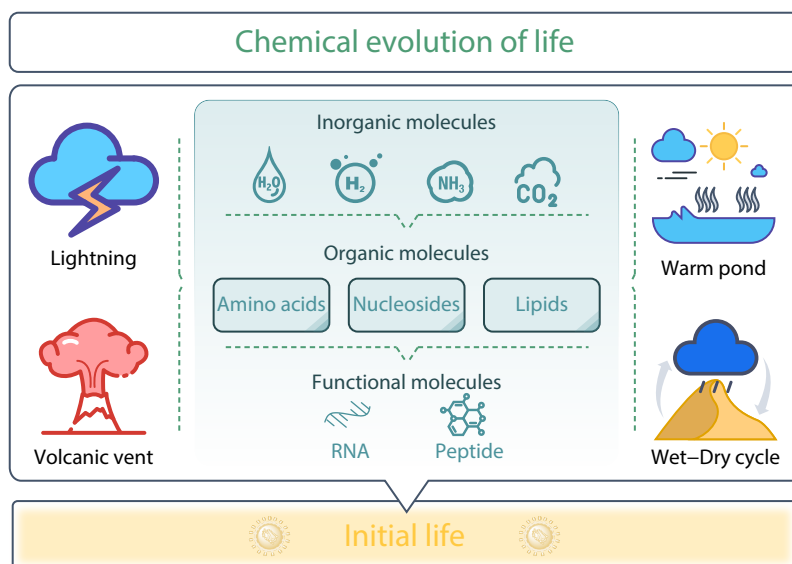 Chemical evolution of life
Inorganic molecules
H₂O H₂ NH₃ CO₂
Lightning
Organic molecules
Warm pond
Amino acids Nucleosides Lipids
Functional molecules
RNA Peptide
Volcanic vent
Wet–Dry cycle
Initial life